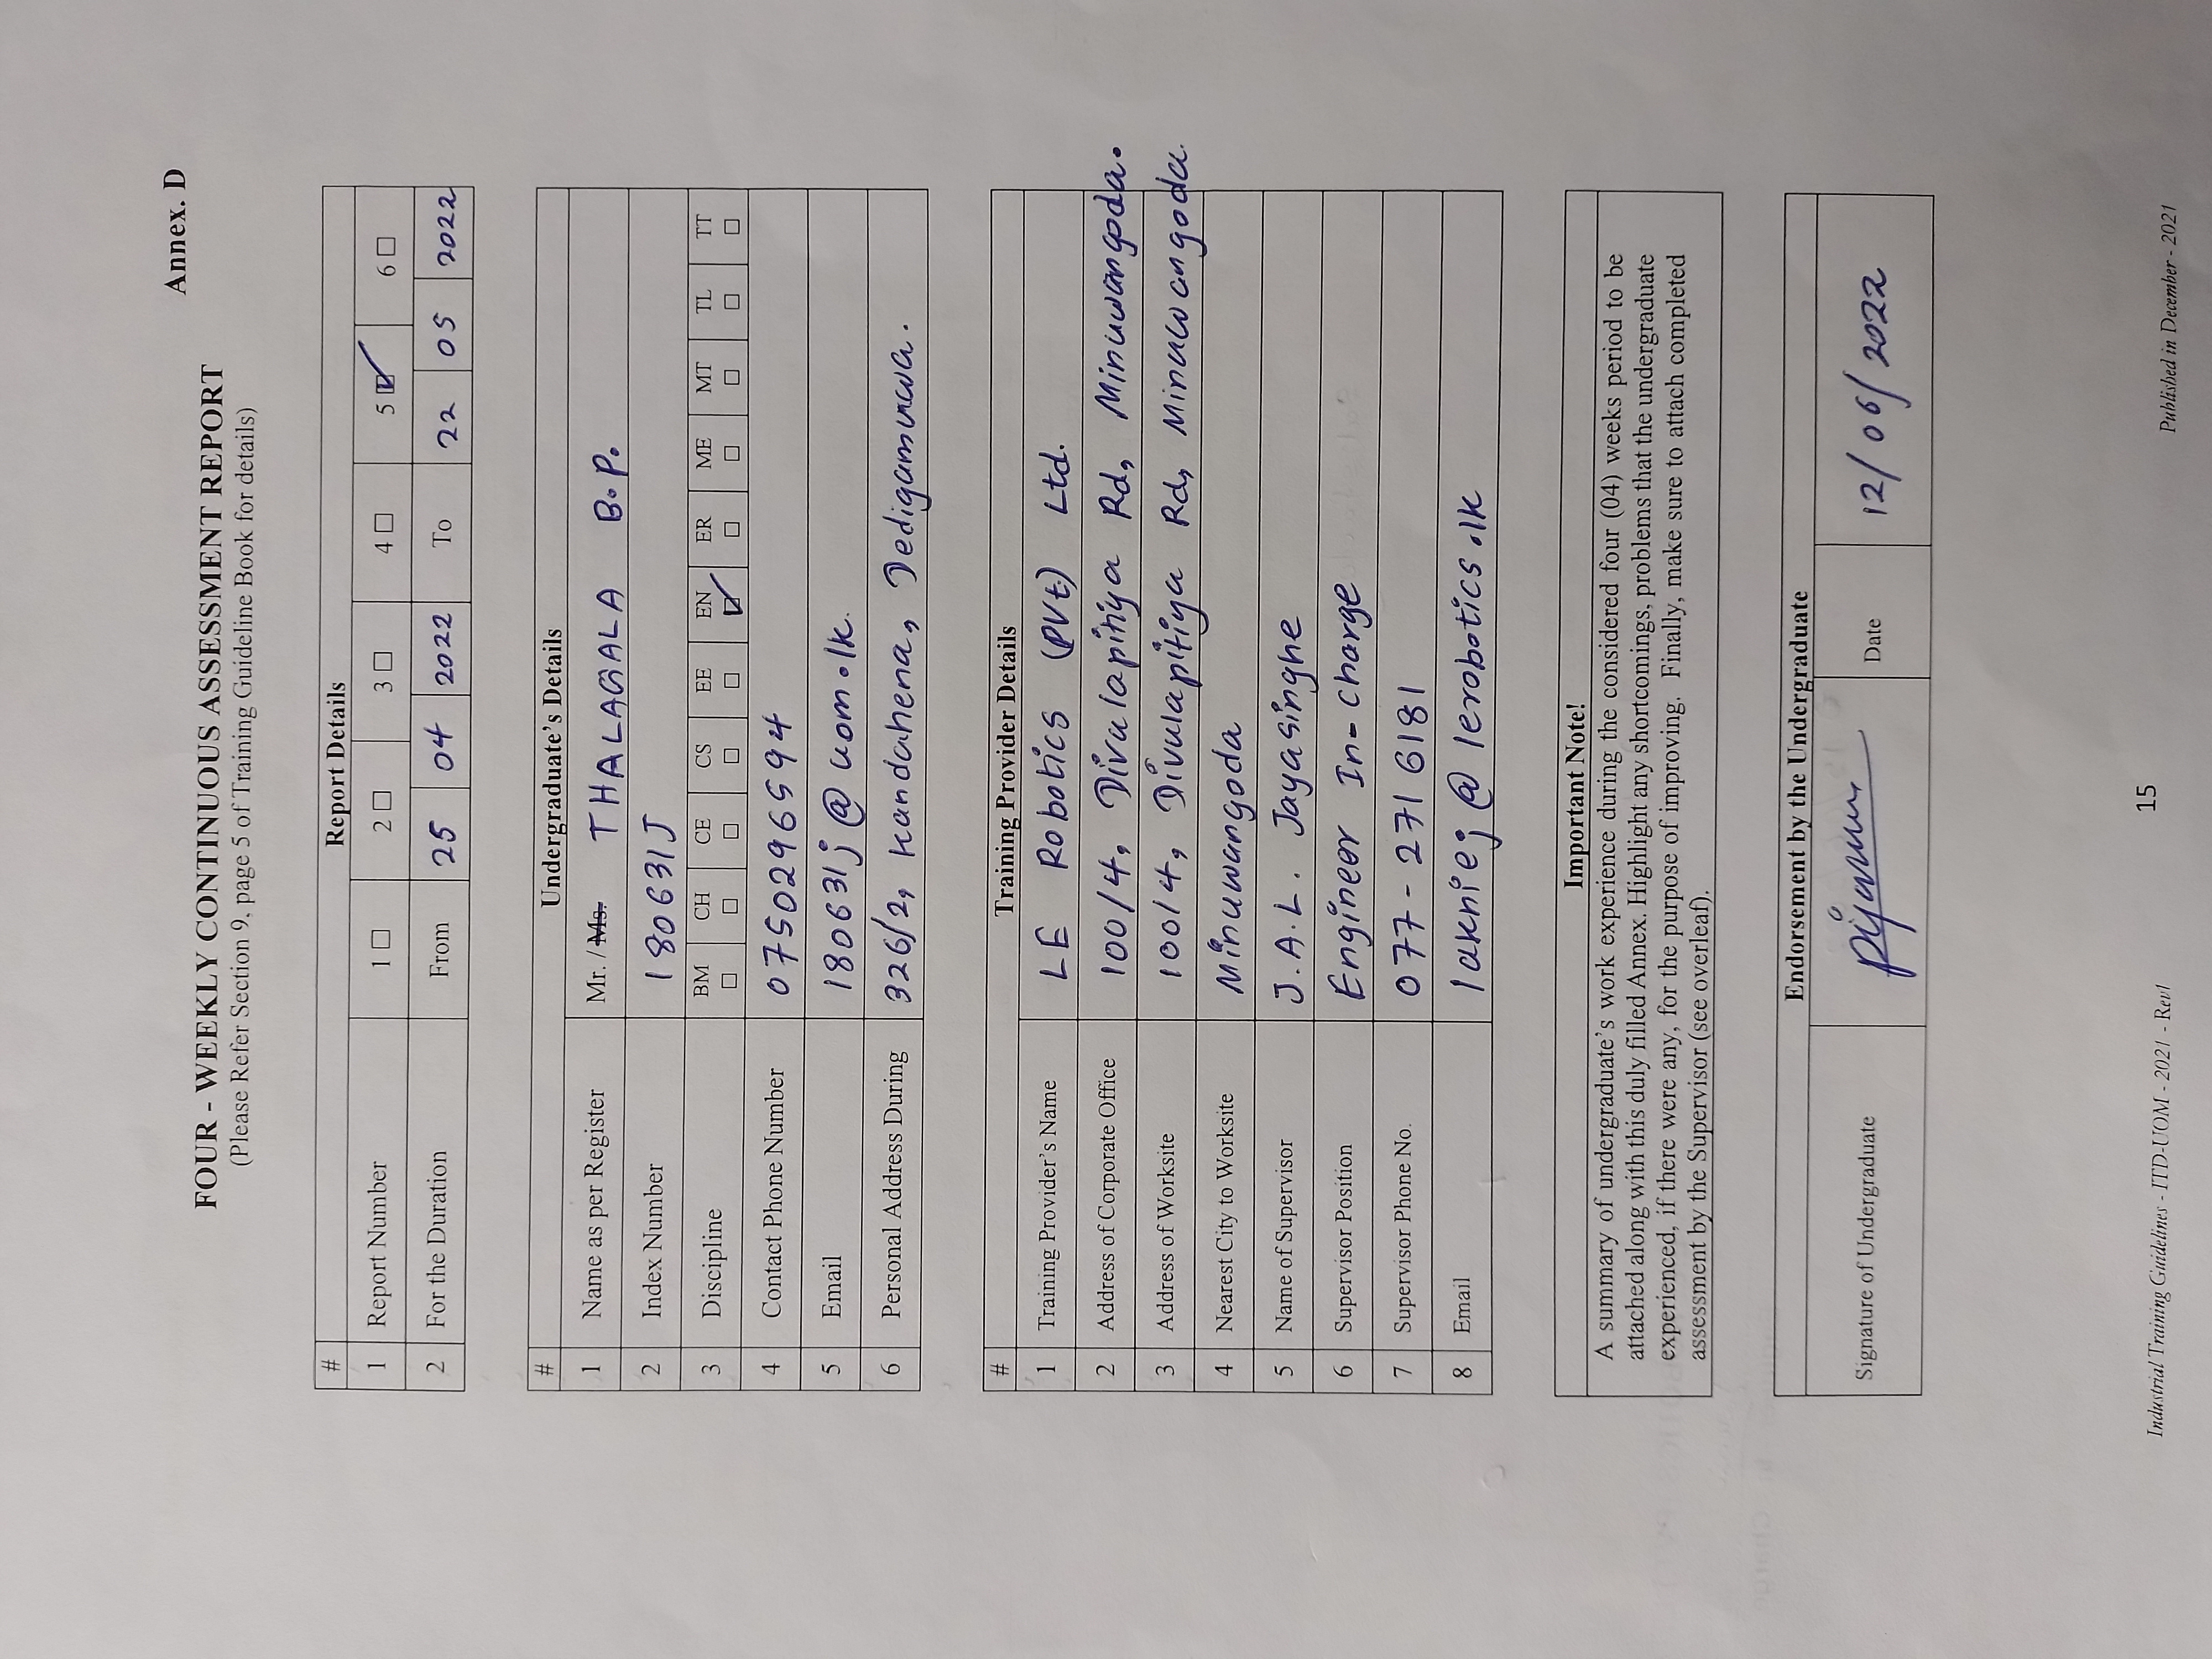 Annex. D
FOUR - WEEKLY CONTINUOUS ASSESSMENT REPORT
(Please Refer Section 9, page 5 of Training Guideline Book for details)
# Report Details
1 Report Number 1 ☐ 2 ☐ 3 ☐ 4 ☐ 5 ☑ 6 ☐
2 For the Duration From 25 04 2022 To 22 05 2022
# Undergraduate's Details
1 Name as per Register Mr. / Ms. THALAGALA B.P.
2 Index Number 180631J
3 Discipline BM ☐ CH ☐ CE ☐ CS ☐ EE ☐ EN ☑ ER ☐ ME ☐ MT ☐ TL ☐ TT ☐
4 Contact Phone Number 0750296594
5 Email 180631j@uom.lk.
6 Personal Address During 326/2, Kandahena, Dedigamuwa.
# Training Provider Details
1 Training Provider's Name LE Robotics (Pvt) Ltd.
2 Address of Corporate Office 100/4, Divulapitiya Rd, Minuwangoda.
3 Address of Worksite 100/4, Divulapitiya Rd, Minuwangoda.
4 Nearest City to Worksite Minuwangoda
5 Name of Supervisor J.A.L. Jayasinghe
6 Supervisor Position Engineer In-Charge
7 Supervisor Phone No. 077-271 6181
8 Email lakniej@lerobotics.lk
Important Note!
A summary of undergraduate's work experience during the considered four (04) weeks period to be
attached along with this duly filled Annex. Highlight any shortcomings, problems that the undergraduate
experienced, if there were any, for the purpose of improving. Finally, make sure to attach completed
assessment by the Supervisor (see overleaf).
Endorsement by the Undergraduate
Signature of Undergraduate Date 12/06/2022
Industrial Training Guidelines - ITD-UOM - 2021 - Rev1 15 Published in December - 2021